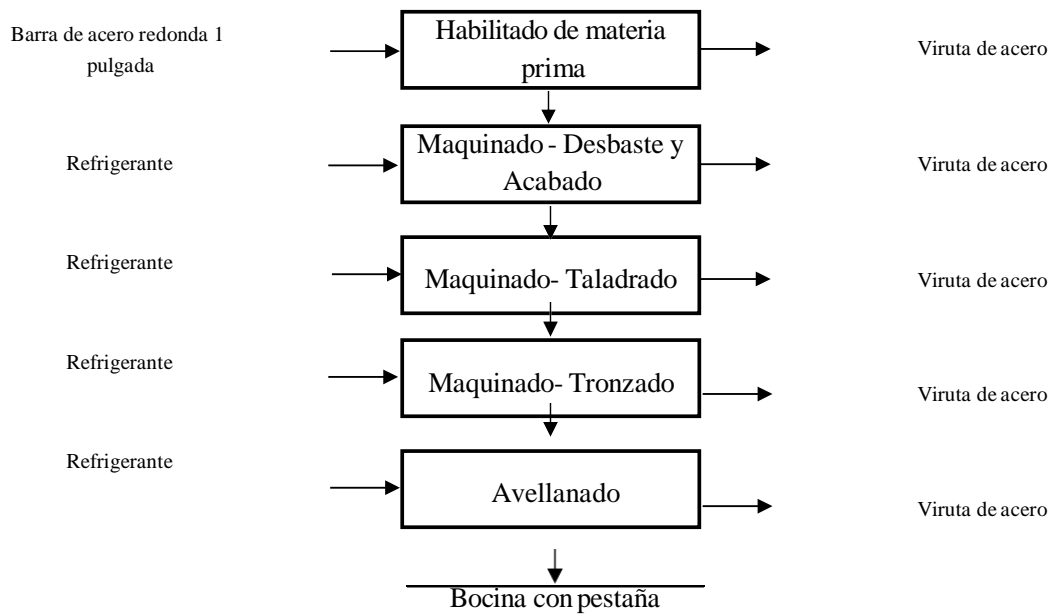 Barra de acero redonda 1
pulgada
Habilitado de materia
prima
Viruta de acero
Refrigerante
Maquinado - Desbaste y
Acabado
Viruta de acero
Refrigerante
Maquinado- Taladrado
Viruta de acero
Refrigerante
Maquinado- Tronzado
Viruta de acero
Refrigerante
Avellanado
Viruta de acero
Bocina con pestaña